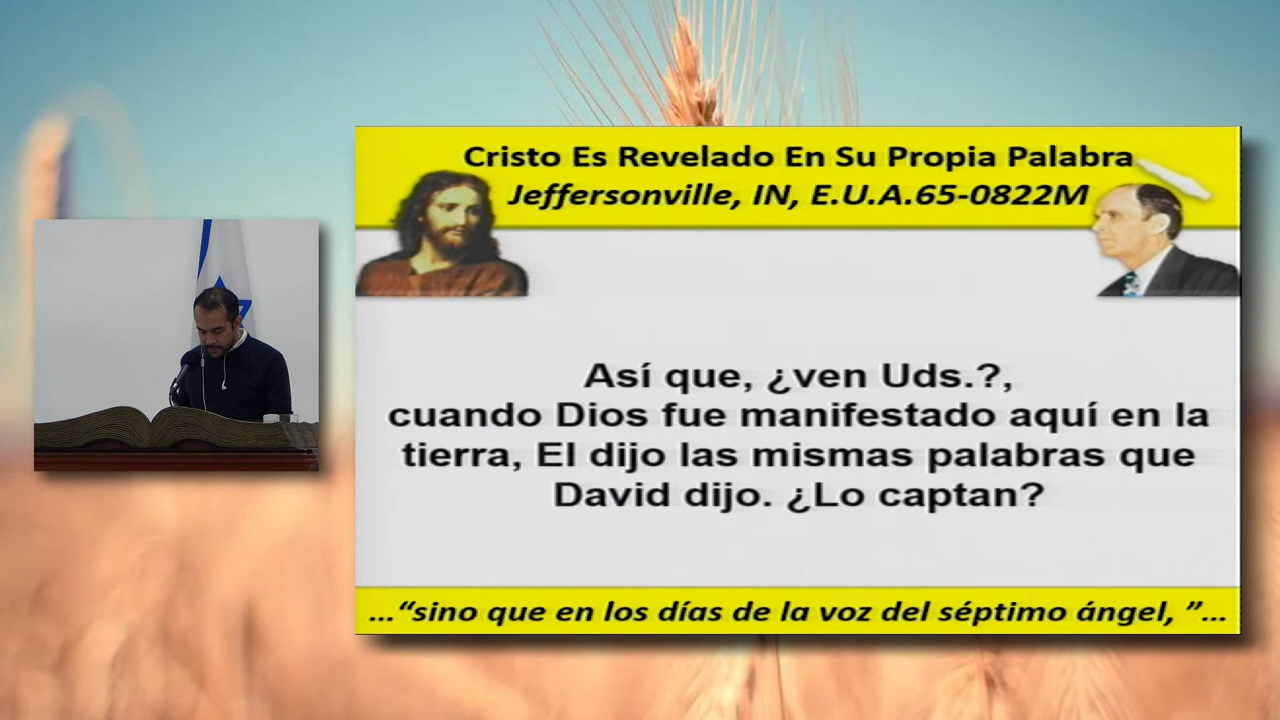 Cristo Es Revelado En Su Propia Palabra
Jeffersonville, IN, E.U.A.65-0822M
Así que, ¿ven Uds.?,
cuando Dios fue manifestado aquí en la
tierra, El dijo las mismas palabras que
David dijo. ¿Lo captan?
...“sino que en los días de la voz del séptimo ángel, ”...